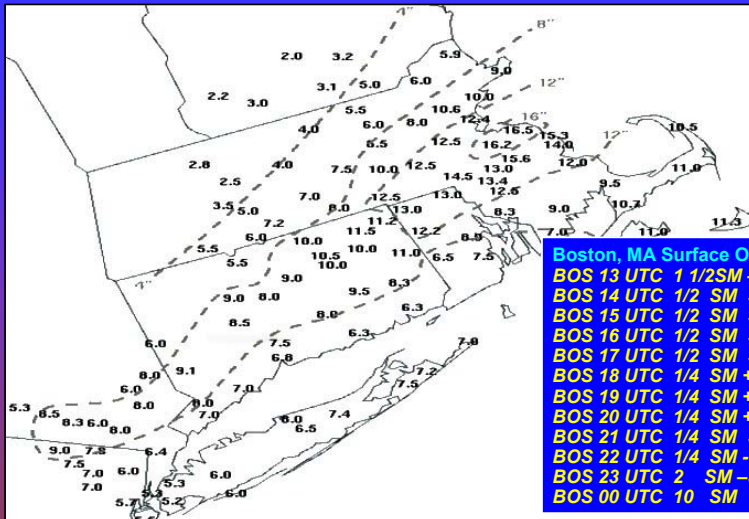 4"
8"
2.0 3.2 5.9
9.0
3.1 5.0 6.0
12"
2.2 3.0 10.0
5.5 10.6
16"
4.0 6.0 8.0 12.4
16.5 15.3 12" 10.5
12.5 16.2 14.0
2.8 4.0 7.5 10.0 12.5 15.6 12.0 11.0
2.5 14.5 13.0
13.4 9.5
7.0 12.5 13.0 12.5
3.5 5.0 8.0 13.0 8.3 9.0 10.7
7.2 11.2 11.3
6.0 10.0 11.5 12.2 7.0 11.0
5.5 10.5 10.0 11.0 6.5 7.5
5.5 10.0
4"
9.0 8.3
9.0 8.0 9.5
8.0 6.3
8.5
6.0 7.5 6.3
6.8 7.0
9.1
8.0 7.2
6.0 7.0 7.5
5.3 8.0 8.0
8.5 7.0 7.4
8.3 6.0 8.0 6.5
9.0 6.4
7.5 6.0
7.0 6.0
7.0 5.3
5.3 6.0
5.7 5.2
Boston, MA Surface O
BOS 13 UTC 1 1/2SM -
BOS 14 UTC 1/2 SM
BOS 15 UTC 1/2 SM
BOS 16 UTC 1/2 SM
BOS 17 UTC 1/2 SM
BOS 18 UTC 1/4 SM +
BOS 19 UTC 1/4 SM +
BOS 20 UTC 1/4 SM +
BOS 21 UTC 1/4 SM
BOS 22 UTC 1/4 SM -
BOS 23 UTC 2 SM –
BOS 00 UTC 10 SM